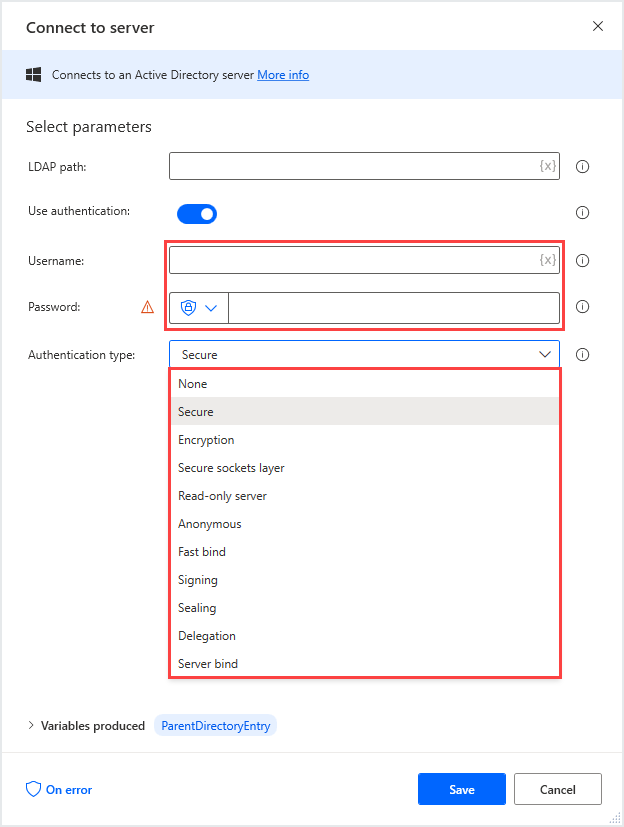 Connect to server
Connects to an Active Directory server More info
Select parameters
LDAP path: {x}
Use authentication:
Username: {x}
Password:
Authentication type: Secure
None
Secure
Encryption
Secure sockets layer
Read-only server
Anonymous
Fast bind
Signing
Sealing
Delegation
Server bind
Variables produced ParentDirectoryEntry
On error Save Cancel